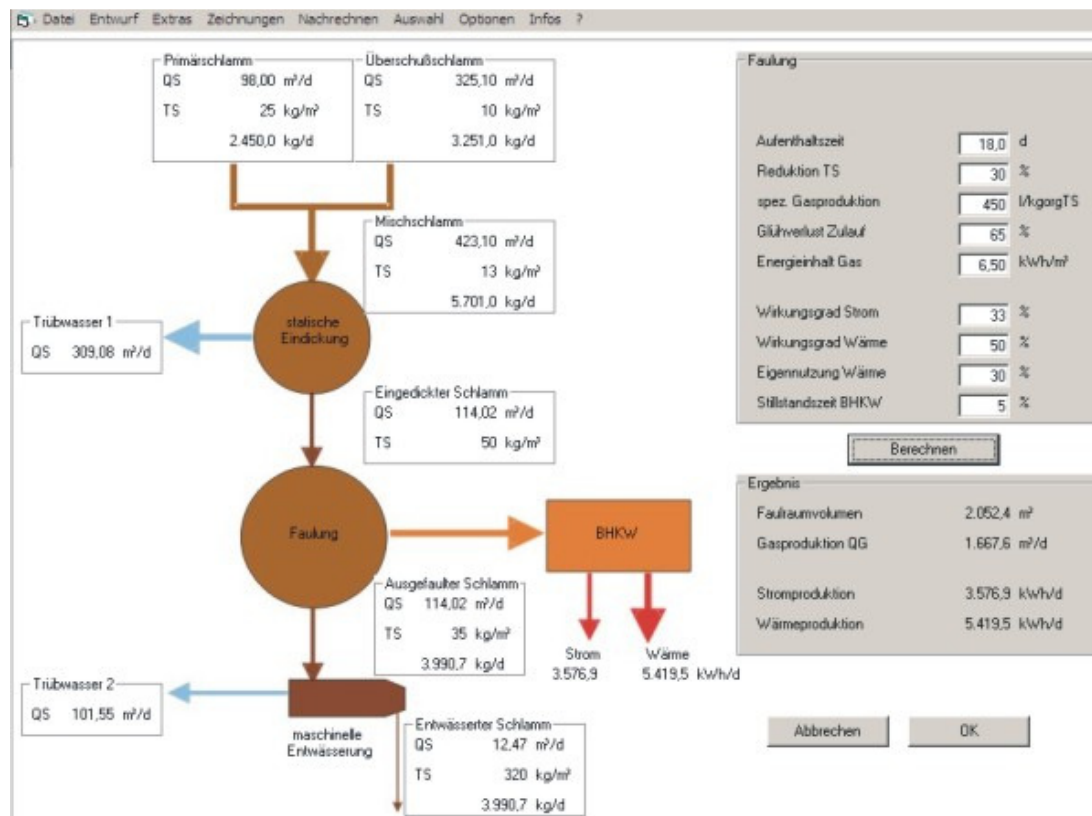 Datei Entwurf Extras Zeichnungen Nachrechnen Auswahl Optionen Infos ?
Primärschlamm
QS 98,00 m³/d
TS 25 kg/m³
2.450,0 kg/d
Überschußschlamm
QS 325,10 m³/d
TS 10 kg/m³
3.251,0 kg/d
Mischschlamm
QS 423,10 m³/d
TS 13 kg/m³
5.701,0 kg/d
statische
Eindickung
Trübwasser 1
QS 309,08 m³/d
Eingedickter Schlamm
QS 114,02 m³/d
TS 50 kg/m³
Faulung
BHKW
Ausgefaulter Schlamm
QS 114,02 m³/d
TS 35 kg/m³
3.990,7 kg/d
Strom
3.576,9
Wärme
5.419,5 kWh/d
Trübwasser 2
QS 101,55 m³/d
maschinelle
Entwässerung
Entwässerter Schlamm
QS 12,47 m³/d
TS 320 kg/m³
3.990,7 kg/d
Faulung
Aufenthaltszeit 18,0 d
Reduktion TS 30 %
spez. Gasproduktion 450 l/kgorgTS
Glühverlust Zulauf 65 %
Energieinhalt Gas 6,50 kWh/m³
Wirkungsgrad Strom 33 %
Wirkungsgrad Wärme 50 %
Eigennutzung Wärme 30 %
Stillstandszeit BHKW 5 %
Berechnen
Ergebnis
Faulraumvolumen 2.052,4 m³
Gasproduktion QG 1.667,6 m³/d
Stromproduktion 3.576,9 kWh/d
Wärmeproduktion 5.419,5 kWh/d
Abbrechen OK